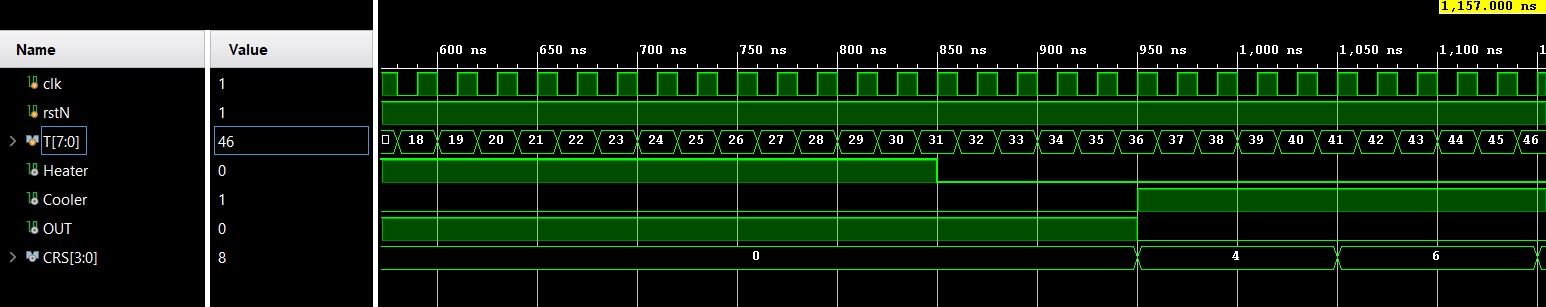 1,157.000 ns
Name Value 600 ns 650 ns 700 ns 750 ns 800 ns 850 ns 900 ns 950 ns 1,000 ns 1,050 ns 1,100 ns 1
clk 1
rstN 1
T[7:0] 46 18 19 20 21 22 23 24 25 26 27 28 29 30 31 32 33 34 35 36 38 39 40 41 42 43 44 45 46
Heater 0
Cooler 1
OUT 0
CRS[3:0] 8 0 4 6